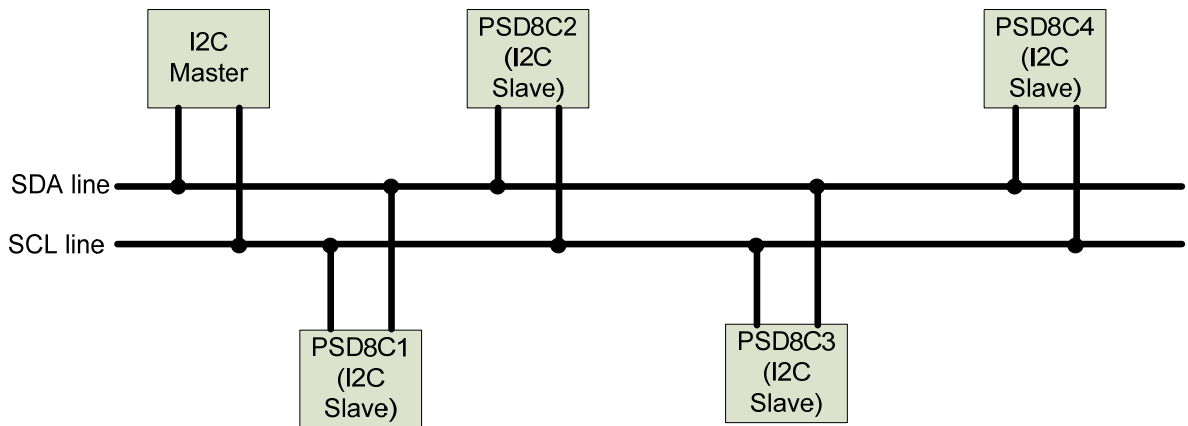 I2C
Master
PSD8C2
(I2C
Slave)
PSD8C4
(I2C
Slave)
SDA line
SCL line
PSD8C1
(I2C
Slave)
PSD8C3
(I2C
Slave)